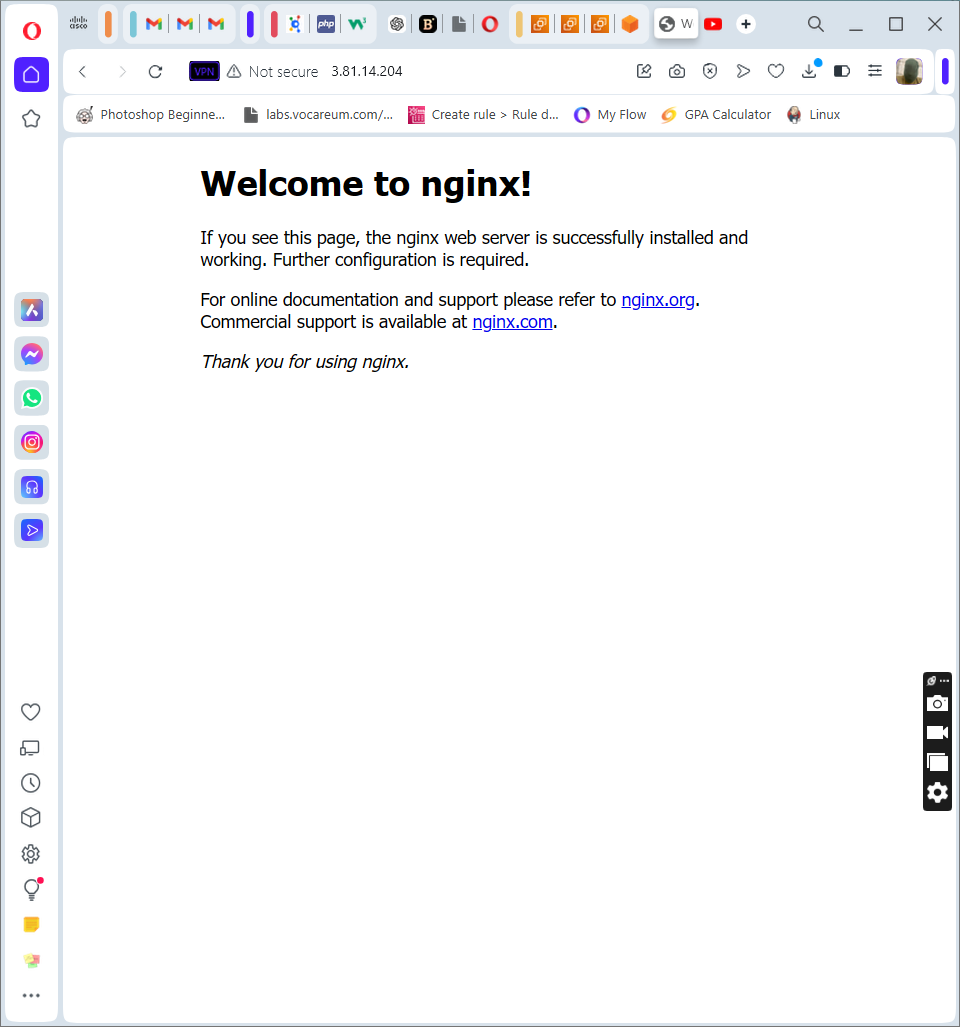 cisco
php
W3
B
W
VPN
Not secure
3.81.14.204
Photoshop Beginne...
labs.vocareum.com/...
Create rule > Rule d...
My Flow
GPA Calculator
Linux
Welcome to nginx!
If you see this page, the nginx web server is successfully installed and
working. Further configuration is required.
For online documentation and support please refer to nginx.org.
Commercial support is available at nginx.com.
Thank you for using nginx.